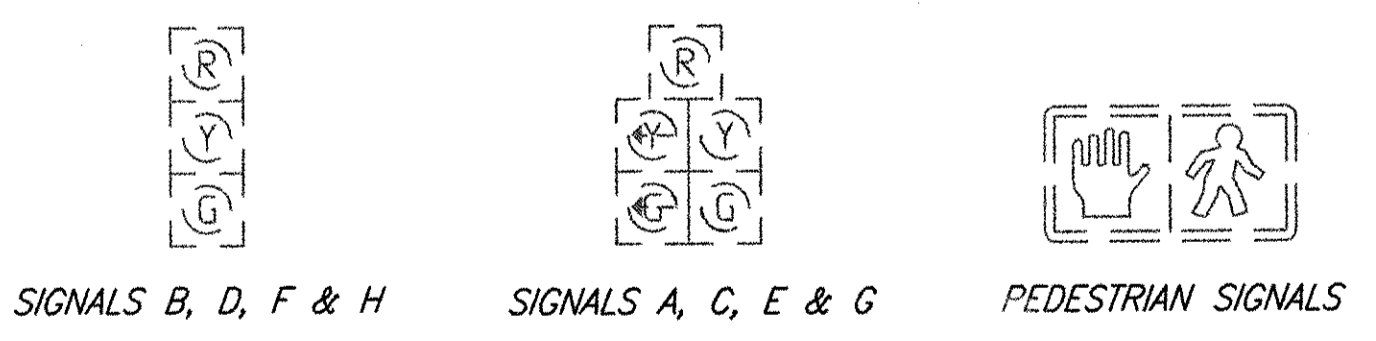 R
Y
G
SIGNALS B, D, F & H
R
Y Y
G G
SIGNALS A, C, E & G
PEDESTRIAN SIGNALS